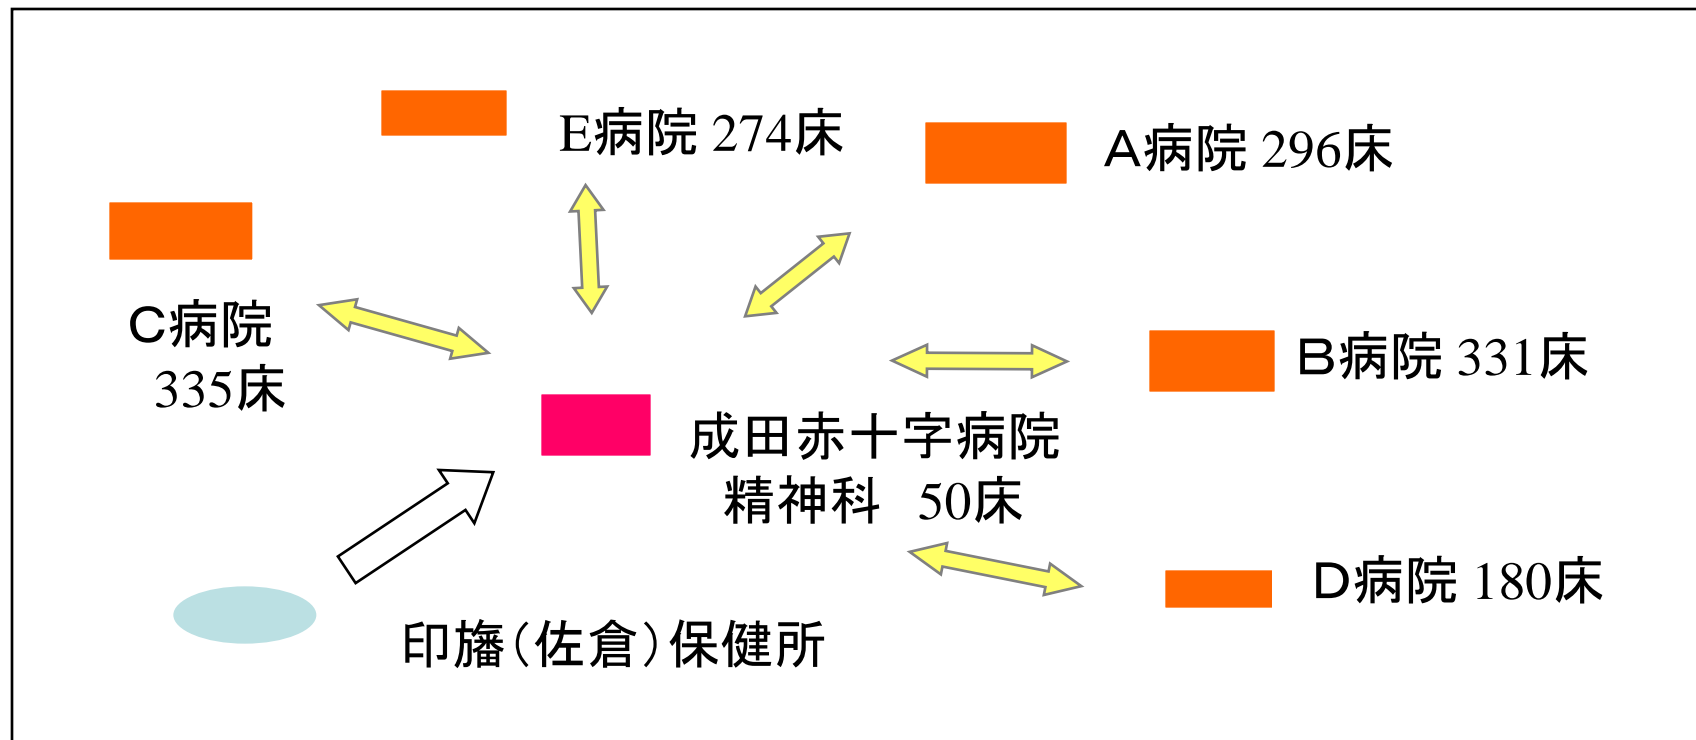 E病院 274床
A病院 296床
C病院
335床
B病院 331床
成田赤十字病院
精神科　50床
D病院 180床
印旛(佐倉)保健所